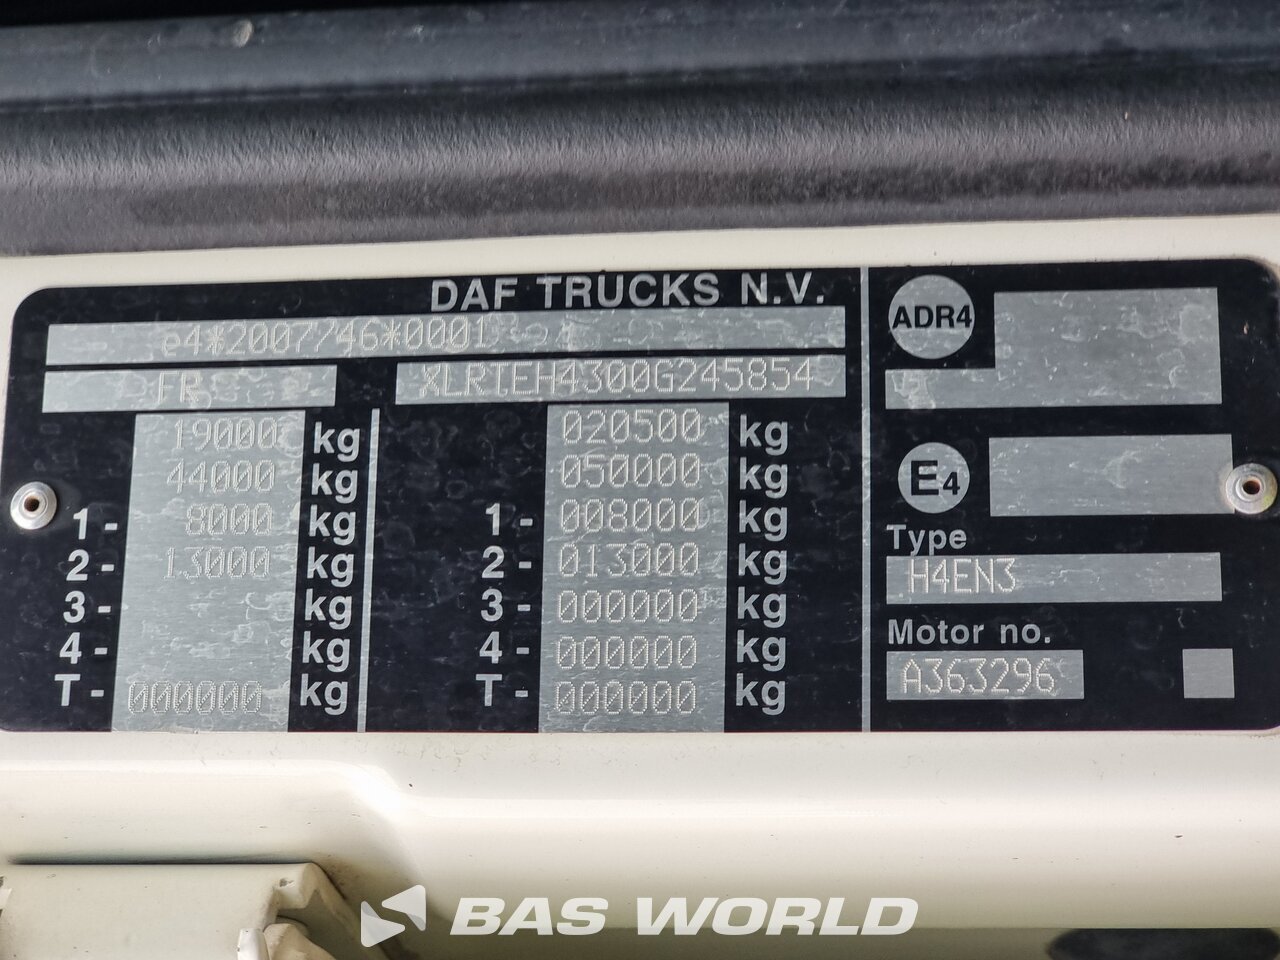 DAF TRUCKS N.V.
e4*2007/46*0001
FR XLRTEH4300G245854
19000 kg 020500 kg
44000 kg 050000 kg
1- 8000 kg 1- 008000 kg
2- 13000 kg 2- 013000 kg
3- kg 3- 000000 kg
4- kg 4- 000000 kg
T- 000000 kg T- 000000 kg
ADR4
E4
Type
H4EN3
Motor no.
A363296
BAS WORLD